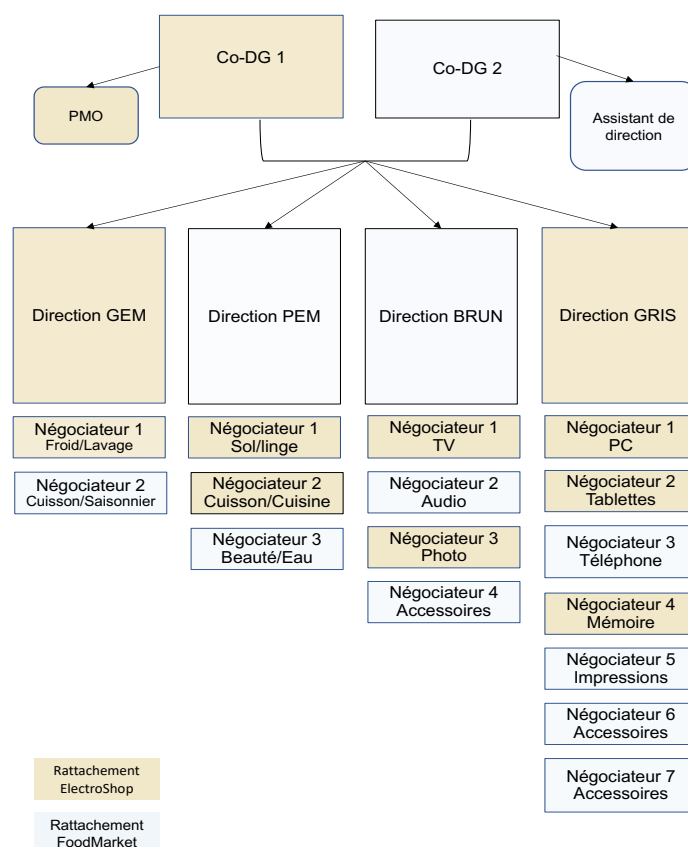 Co-DG 1
Co-DG 2
PMO
Assistant de
direction
Direction GEM
Direction PEM
Direction BRUN
Direction GRIS
Négociateur 1
Froid/Lavage
Négociateur 2
Cuisson/Saisonnier
Négociateur 1
Sol/linge
Négociateur 2
Cuisson/Cuisine
Négociateur 3
Beauté/Eau
Négociateur 1
TV
Négociateur 2
Audio
Négociateur 3
Photo
Négociateur 4
Accessoires
Négociateur 1
PC
Négociateur 2
Tablettes
Négociateur 3
Téléphone
Négociateur 4
Mémoire
Négociateur 5
Impressions
Négociateur 6
Accessoires
Négociateur 7
Accessoires
Rattachement
ElectroShop
Rattachement
FoodMarket